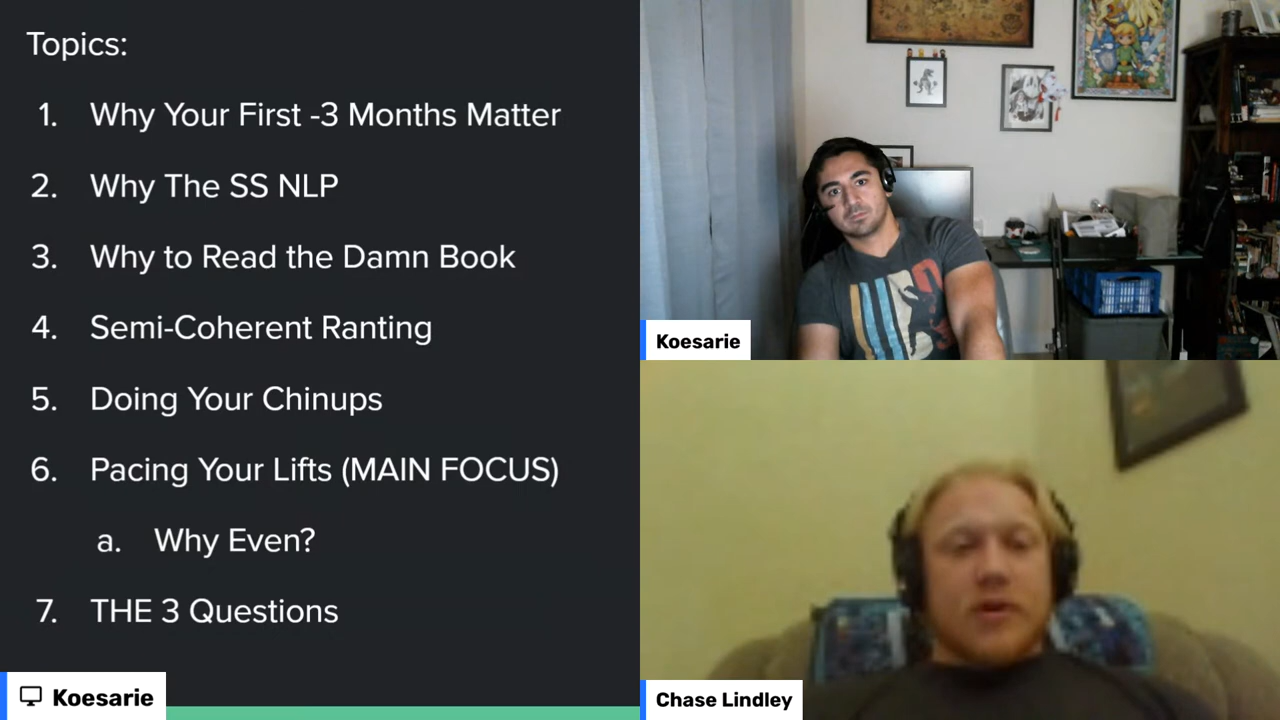 Topics:
1. Why Your First -3 Months Matter
2. Why The SS NLP
3. Why to Read the Damn Book
4. Semi-Coherent Ranting
5. Doing Your Chinups
6. Pacing Your Lifts (MAIN FOCUS)
a. Why Even?
7. THE 3 Questions
Koesarie
Koesarie
Chase Lindley